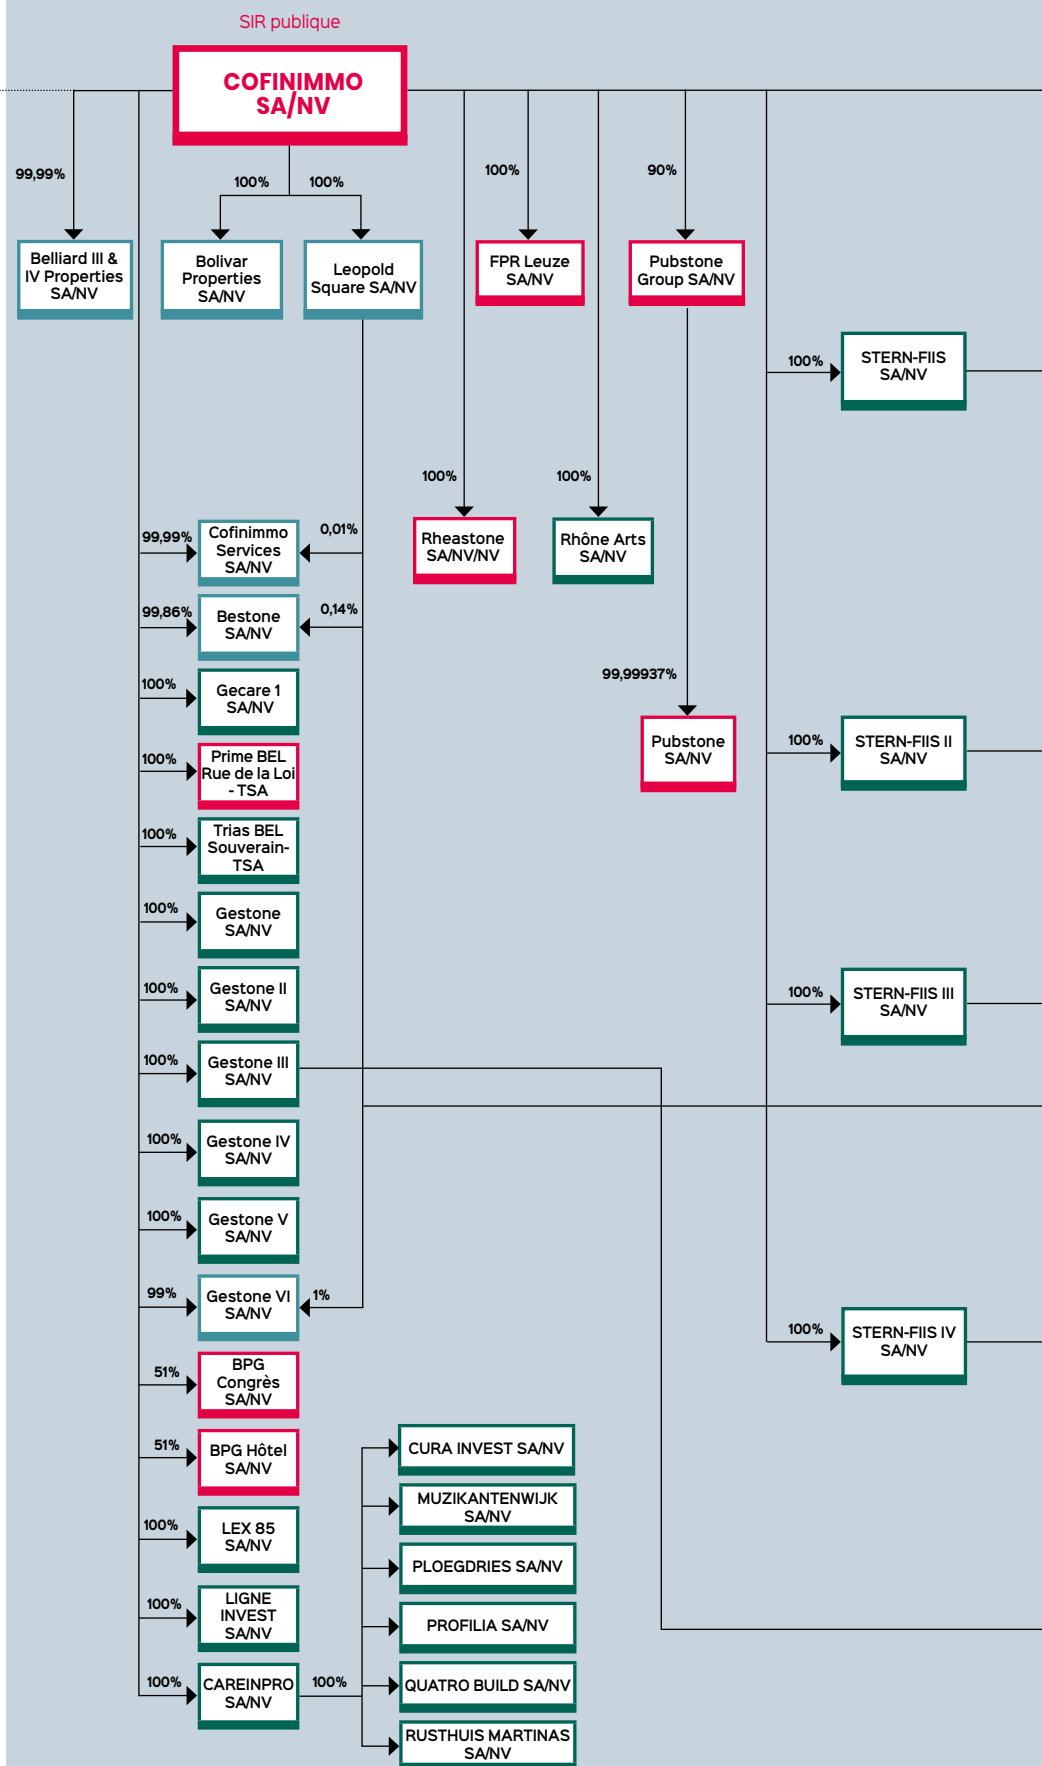 SIR publique
COFINIMMO
SA/NV
99,99%
100%
100%
100%
90%
Belliard III &
IV Properties
SA/NV
Bolivar
Properties
SA/NV
Leopold
Square SA/NV
FPR Leuze
SA/NV
Pubstone
Group SA/NV
100%
STERN-FIIS
SA/NV
100%
100%
Rheastone
SA/NV/NV
Rhône Arts
SA/NV
99,99%
Cofinimmo
Services
SA/NV
0,01%
99,86%
Bestone
SA/NV
0,14%
99,99937%
100%
Gecare 1
SA/NV
Pubstone
SA/NV
100%
STERN-FIIS II
SA/NV
100%
Prime BEL
Rue de la Loi
- TSA
100%
Trias BEL
Souverain-
TSA
100%
Gestone
SA/NV
100%
Gestone II
SA/NV
100%
STERN-FIIS III
SA/NV
100%
Gestone III
SA/NV
100%
Gestone IV
SA/NV
100%
Gestone V
SA/NV
99%
Gestone VI
SA/NV
1%
100%
STERN-FIIS IV
SA/NV
51%
BPG
Congrès
SA/NV
51%
BPG Hôtel
SA/NV
100%
LEX 85
SA/NV
100%
LIGNE
INVEST
SA/NV
100%
CAREINPRO
SA/NV
100%
CURA INVEST SA/NV
MUZIKANTENWIJK
SA/NV
PLOEGDRIES SA/NV
PROFILIA SA/NV
QUATRO BUILD SA/NV
RUSTHUIS MARTINAS
SA/NV